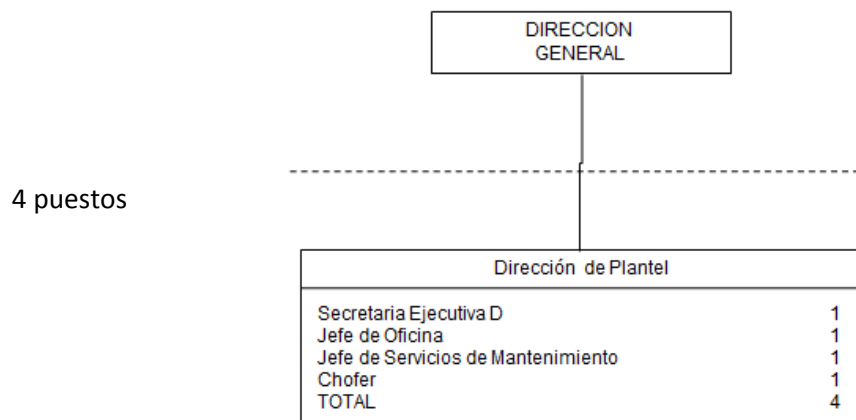 DIRECCION
GENERAL
4 puestos
Dirección de Plantel
Secretaria Ejecutiva D 1
Jefe de Oficina 1
Jefe de Servicios de Mantenimiento 1
Chofer 1
TOTAL 4